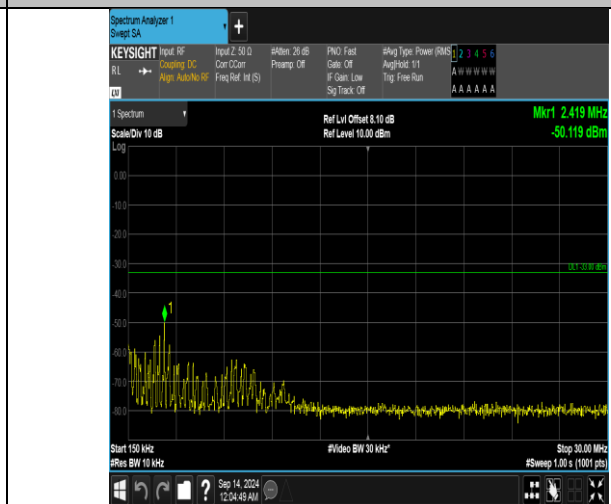 Spectrum Analyzer 1
Swept SA
+
KEYSIGHT Input: RF Input Z: 50 Ω #Atten: 26 dB PNO: Fast #Avg Type: Power (RMS 1 2 3 4 5 6
RL Coupling: DC Corr CCorr Preamp: Off Gate: Off Avg|Hold: 1/1 A W W W W W
Align: Auto/No RF Freq Ref: Int (S) IF Gain: Low Trig: Free Run
Sig Track: Off A A A A A A
1 Spectrum Ref Lvl Offset 8.10 dB Mkr1 2.419 MHz
Scale/Div 10 dB Ref Level 10.00 dBm -50.119 dBm
Log
0.00
-10.0
-20.0
-30.0
DL1 -33.00 dBm
-40.0
1
-50.0
-60.0
-70.0
-80.0
Start 150 kHz #Video BW 30 kHz* Stop 30.00 MHz
#Res BW 10 kHz #Sweep 1.00 s (1001 pts)
? Sep 14, 2024
12:04:49 AM